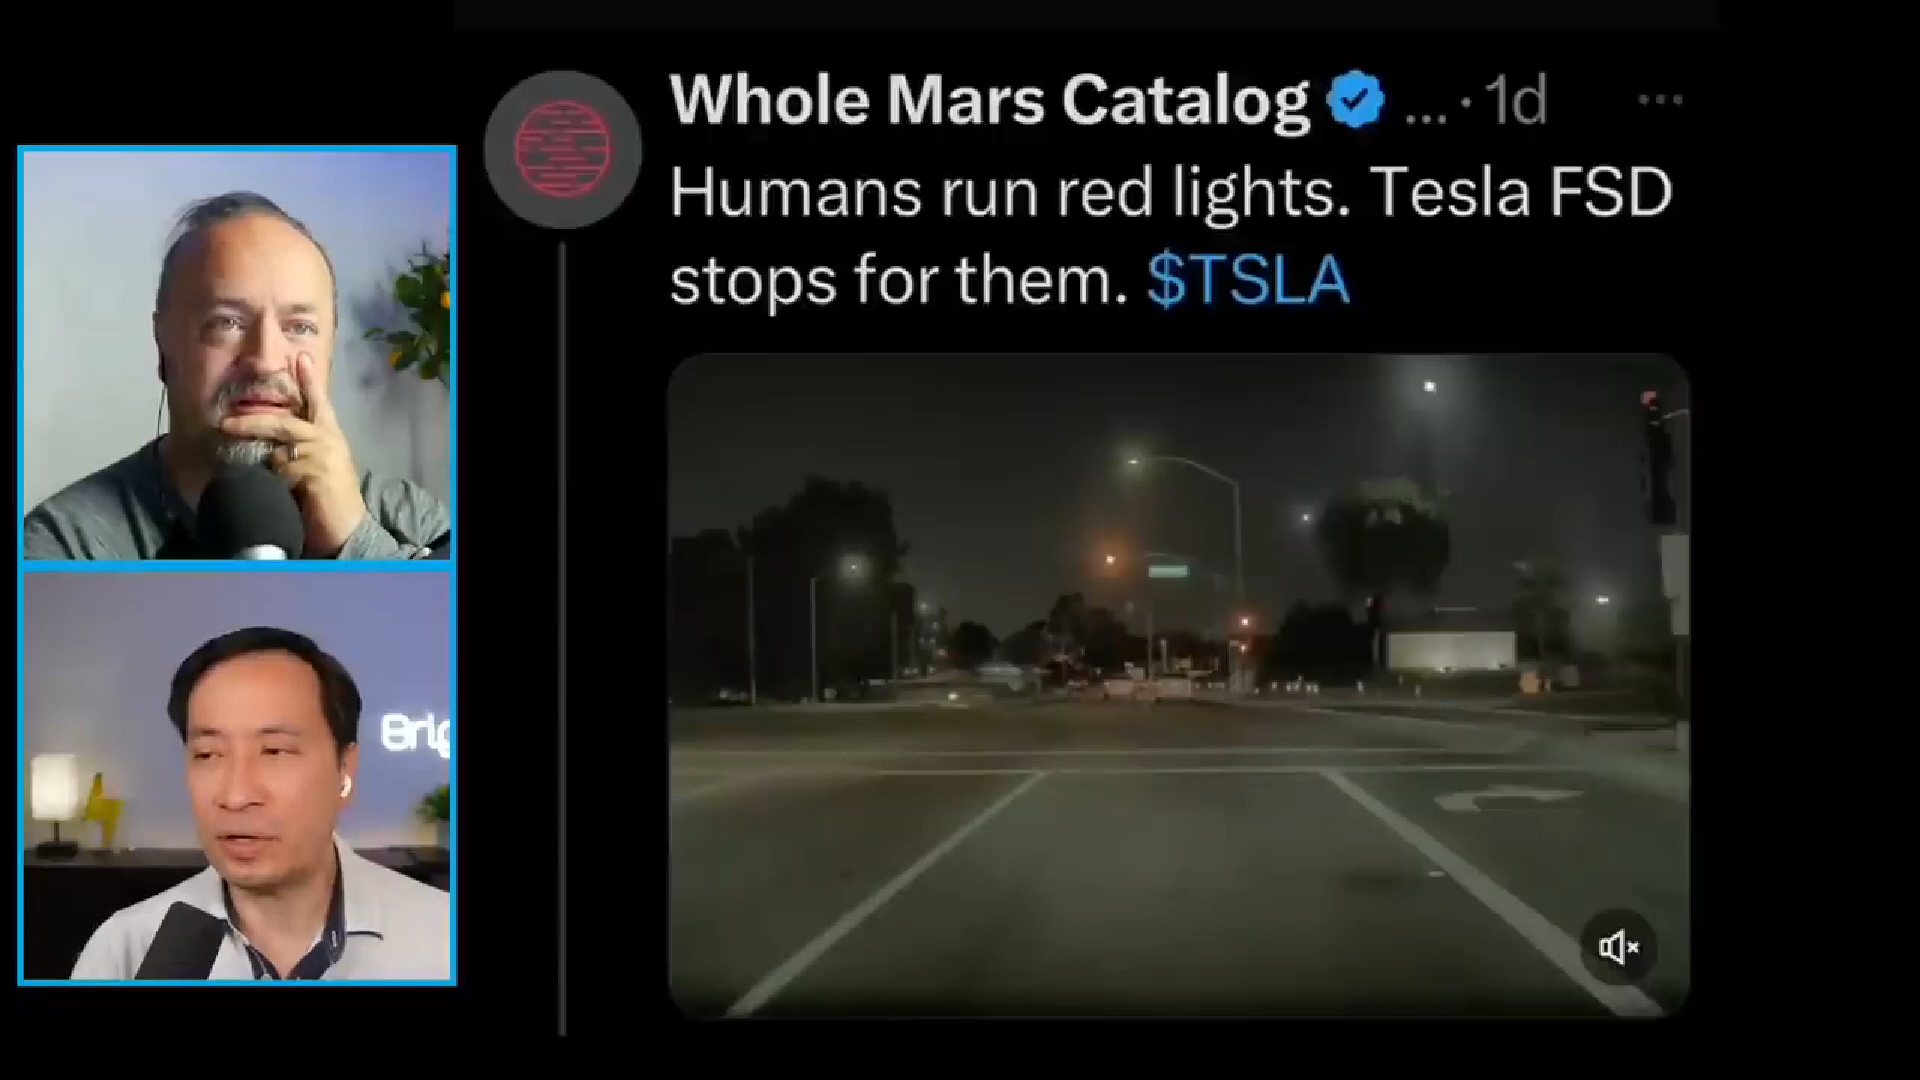 Whole Mars Catalog ... · 1d
Humans run red lights. Tesla FSD
stops for them. $TSLA
Brig